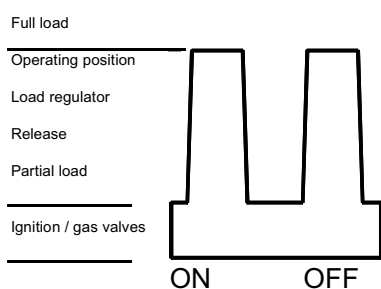 Full load
Operating position
Load regulator
Release
Partial load
Ignition / gas valves
ON OFF